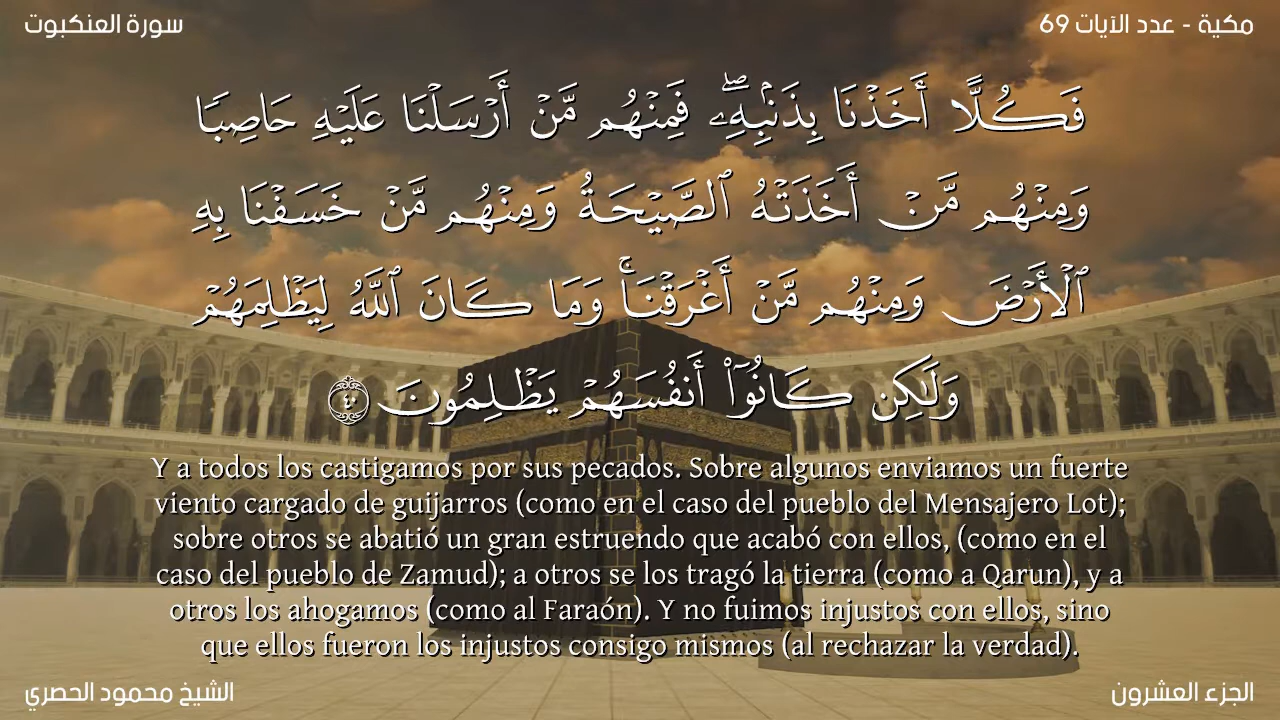 سورة العنكبوت
مكية - عدد الآيات 69
فَكُلًّا أَخَذْنَا بِذَنۢبِهِۦۖ فَمِنْهُم مَّنْ أَرْسَلْنَا عَلَيْهِ حَاصِبًا
وَمِنْهُم مَّنْ أَخَذَتْهُ ٱلصَّيْحَةُ وَمِنْهُم مَّنْ خَسَفْنَا بِهِ
ٱلْأَرْضَ وَمِنْهُم مَّنْ أَغْرَقْنَاۚ وَمَا كَانَ ٱللَّهُ لِيَظْلِمَهُمْ
وَلَٰكِن كَانُوٓا۟ أَنفُسَهُمْ يَظْلِمُونَ ٤٠
Y a todos los castigamos por sus pecados. Sobre algunos enviamos un fuerte
viento cargado de guijarros (como en el caso del pueblo del Mensajero Lot);
sobre otros se abatió un gran estruendo que acabó con ellos, (como en el
caso del pueblo de Zamud); a otros se los tragó la tierra (como a Qarun), y a
otros los ahogamos (como al Faraón). Y no fuimos injustos con ellos, sino
que ellos fueron los injustos consigo mismos (al rechazar la verdad).
الشيخ محمود الحصري
الجزء العشرون